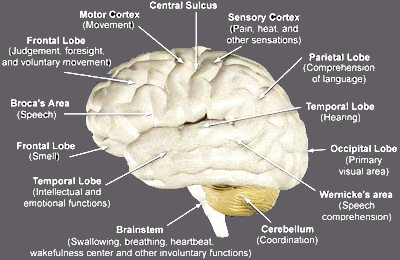 Central Sulcus
Motor Cortex
(Movement)
Sensory Cortex
(Pain, heat, and
other sensations)
Frontal Lobe
(Judgement, foresight,
and voluntary movement)
Parietal Lobe
(Comprehension
of language)
Broca's Area
(Speech)
Temporal Lobe
(Hearing)
Frontal Lobe
(Smell)
Occipital Lobe
(Primary
visual area)
Temporal Lobe
(Intellectual and
emotional functions)
Wernicke's area
(Speech
comprehension)
Brainstem
(Swallowing, breathing, heartbeat,
wakefulness center and other involuntary functions)
Cerebellum
(Coordination)